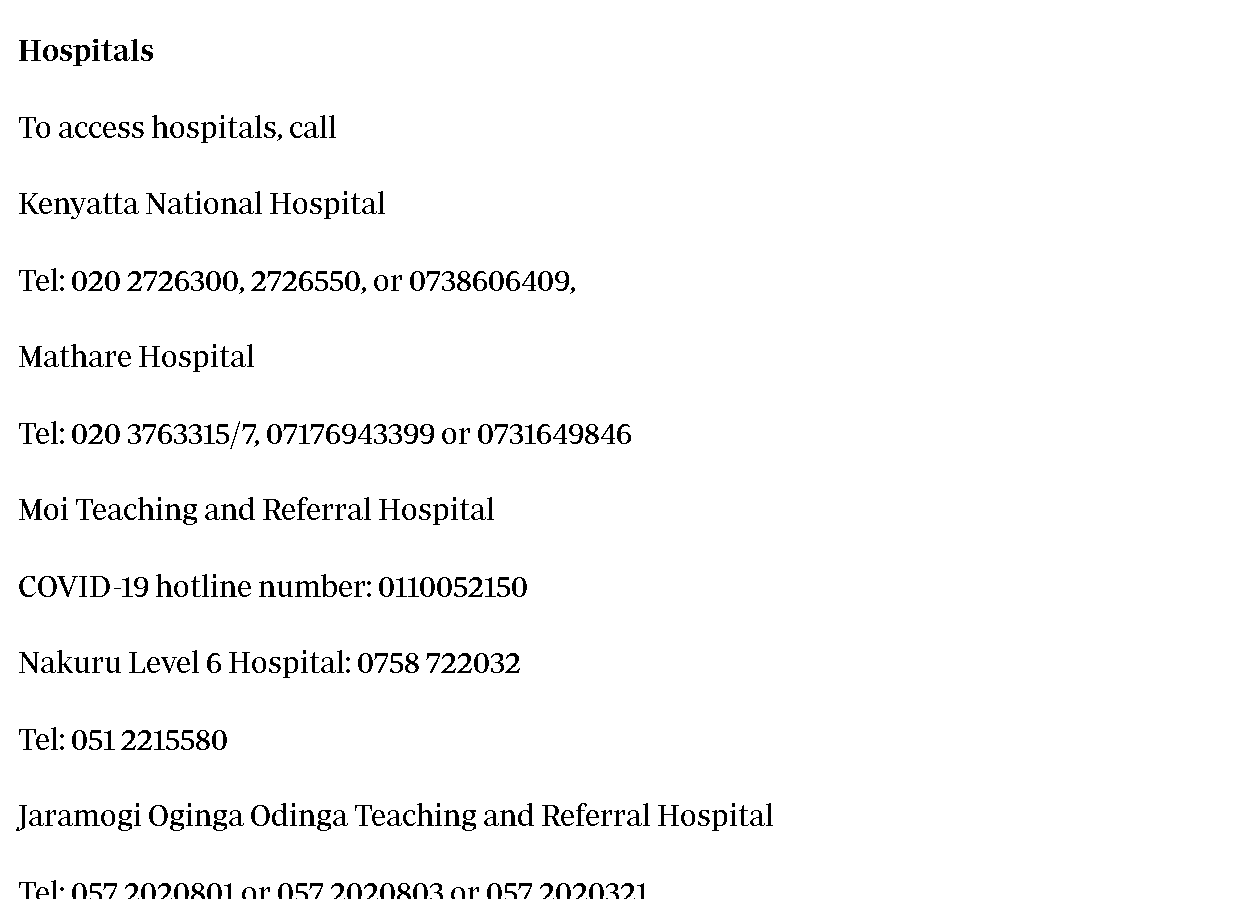 Hospitals
To access hospitals, call
Kenyatta National Hospital
Tel: 020 2726300, 2726550, or 0738606409,
Mathare Hospital
Tel: 020 3763315/7, 07176943399 or 0731649846
Moi Teaching and Referral Hospital
COVID-19 hotline number: 0110052150
Nakuru Level 6 Hospital: 0758 722032
Tel: 051 2215580
Jaramogi Oginga Odinga Teaching and Referral Hospital
Tel: 057 2020801 or 057 2020803 or 057 2020321